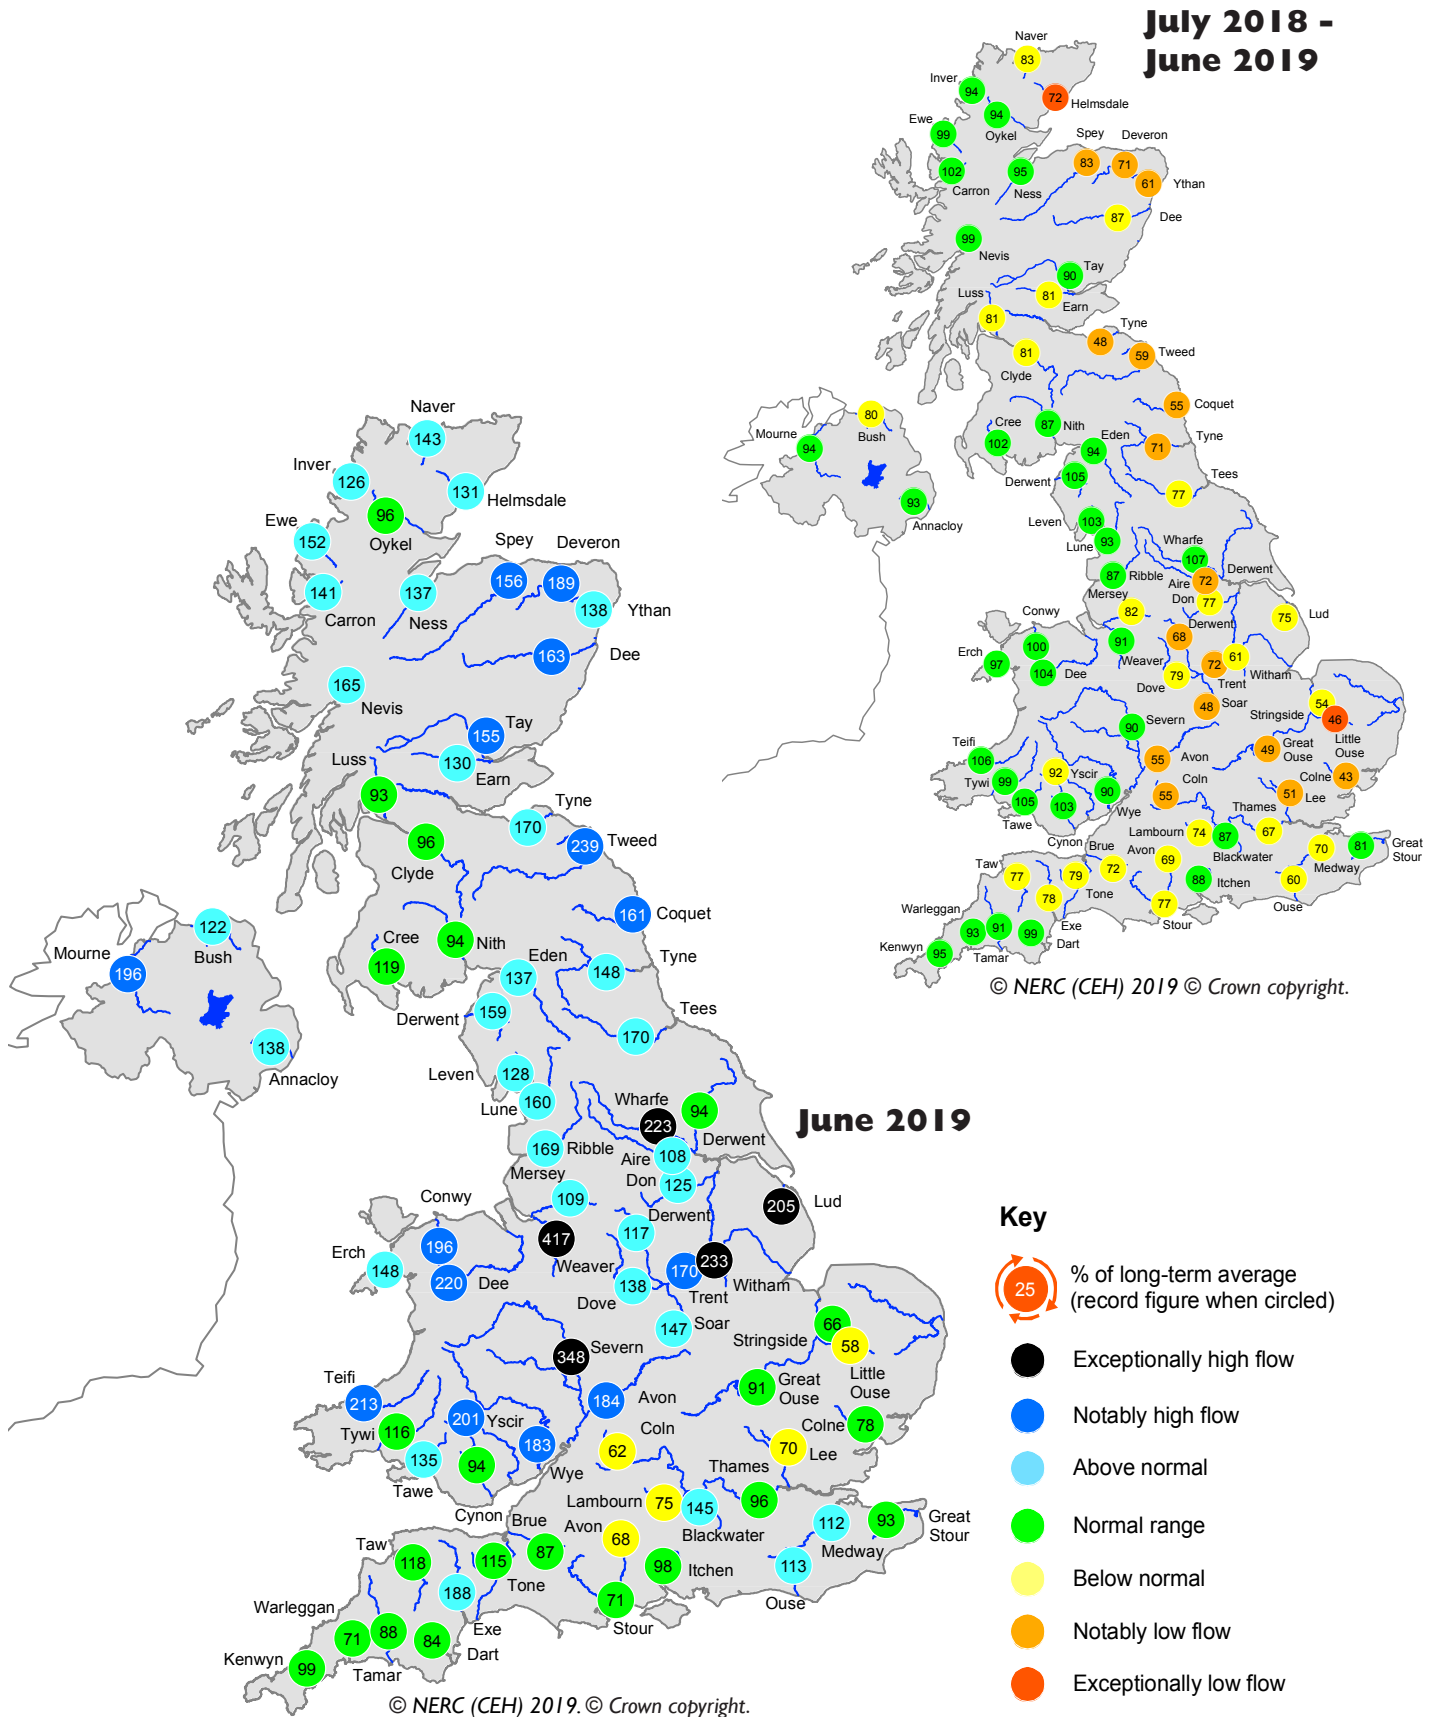 July 2018 -
June 2019
Naver
83
Inver
94
72
Helmsdale
94
Oykel
Ewe
99
Spey
Deveron
102
Carron
95
Ness
83
71
61
Ythan
87
Dee
99
Nevis
Tay
90
Luss
81
Earn
81
Tyne
48
59
Tweed
81
Clyde
55
Coquet
80
Bush
Mourne
94
93
Annacloy
Cree
102
87
Nith
Eden
94
71
Tyne
Derwent
105
Tees
77
Leven
103
Lune
93
Wharfe
107
Derwent
87
Ribble
Aire
72
Mersey
82
Don
77
75
Lud
Conwy
100
91
Weaver
Derwent
68
Erch
97
104
Dee
72
61
Dove
79
Trent
Witham
48
Soar
Stringside
54
46
Little
Ouse
90
Severn
49
Great
Ouse
Teifi
106
55
Avon
Tywi
99
92
Yscir
Coln
Colne
43
105
Tawe
103
90
Wye
55
51
Lee
Cynon
Thames
Lambourn
74
87
Blackwater
67
70
Medway
81
Great
Stour
Taw
77
Brue
72
Avon
69
79
Tone
88
Itchen
60
Ouse
78
Exe
77
Stour
Warleggan
93
91
99
Dart
Kenwyn
95
Tamar
© NERC (CEH) 2019 © Crown copyright.
June 2019
Naver
143
Inver
126
131
Helmsdale
96
Oykel
Ewe
152
Spey
Deveron
141
Carron
137
Ness
156
189
138
Ythan
163
Dee
165
Nevis
Tay
155
130
Earn
Luss
93
Tyne
170
239
Tweed
96
Clyde
161
Coquet
122
Bush
Mourne
196
138
Annacloy
Cree
119
94
Nith
Eden
137
148
Tyne
Derwent
159
Tees
170
Leven
128
Lune
160
Wharfe
223
94
Derwent
169
Ribble
Aire
108
Mersey
109
Don
125
205
Lud
Conwy
196
417
Weaver
Derwent
117
Erch
148
220
Dee
170
233
Dove
138
Trent
Witham
147
Soar
Stringside
66
58
Little
Ouse
348
Severn
91
Great
Ouse
Teifi
213
184
Avon
Tywi
116
201
Yscir
Coln
62
Colne
78
135
Tawe
94
183
Wye
70
Lee
Cynon
Thames
96
Lambourn
75
145
Blackwater
112
Medway
93
Great
Stour
Taw
118
Brue
87
Avon
68
115
Tone
98
Itchen
113
Ouse
188
Exe
71
Stour
Warleggan
71
88
84
Dart
Kenwyn
99
Tamar
© NERC (CEH) 2019. © Crown copyright.
Key
25
% of long-term average
(record figure when circled)
Exceptionally high flow
Notably high flow
Above normal
Normal range
Below normal
Notably low flow
Exceptionally low flow